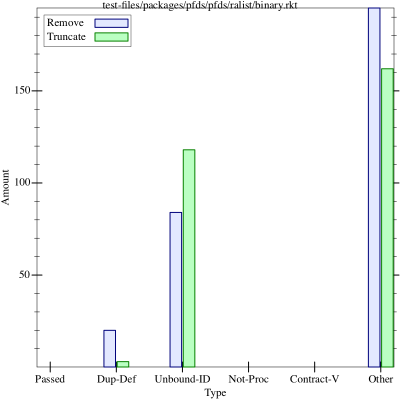 test-files/packages/pfds/pfds/ralist/binary.rkt
Remove
Truncate
150
100
50
Amount
Passed Dup-Def Unbound-ID Not-Proc Contract-V Other
Type